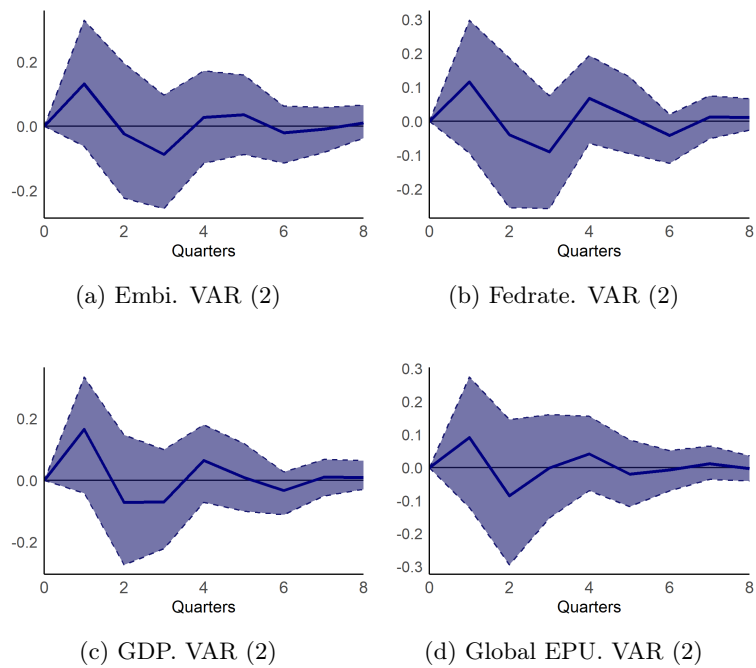 0.2
0.0
-0.2
0 2 4 6 8
Quarters
(a) Embi. VAR (2)
0.3
0.2
0.1
0.0
-0.1
-0.2
0 2 4 6 8
Quarters
(b) Fedrate. VAR (2)
0.2
0.0
-0.2
0 2 4 6 8
Quarters
(c) GDP. VAR (2)
0.3
0.2
0.1
0.0
-0.1
-0.2
-0.3
0 2 4 6 8
Quarters
(d) Global EPU. VAR (2)